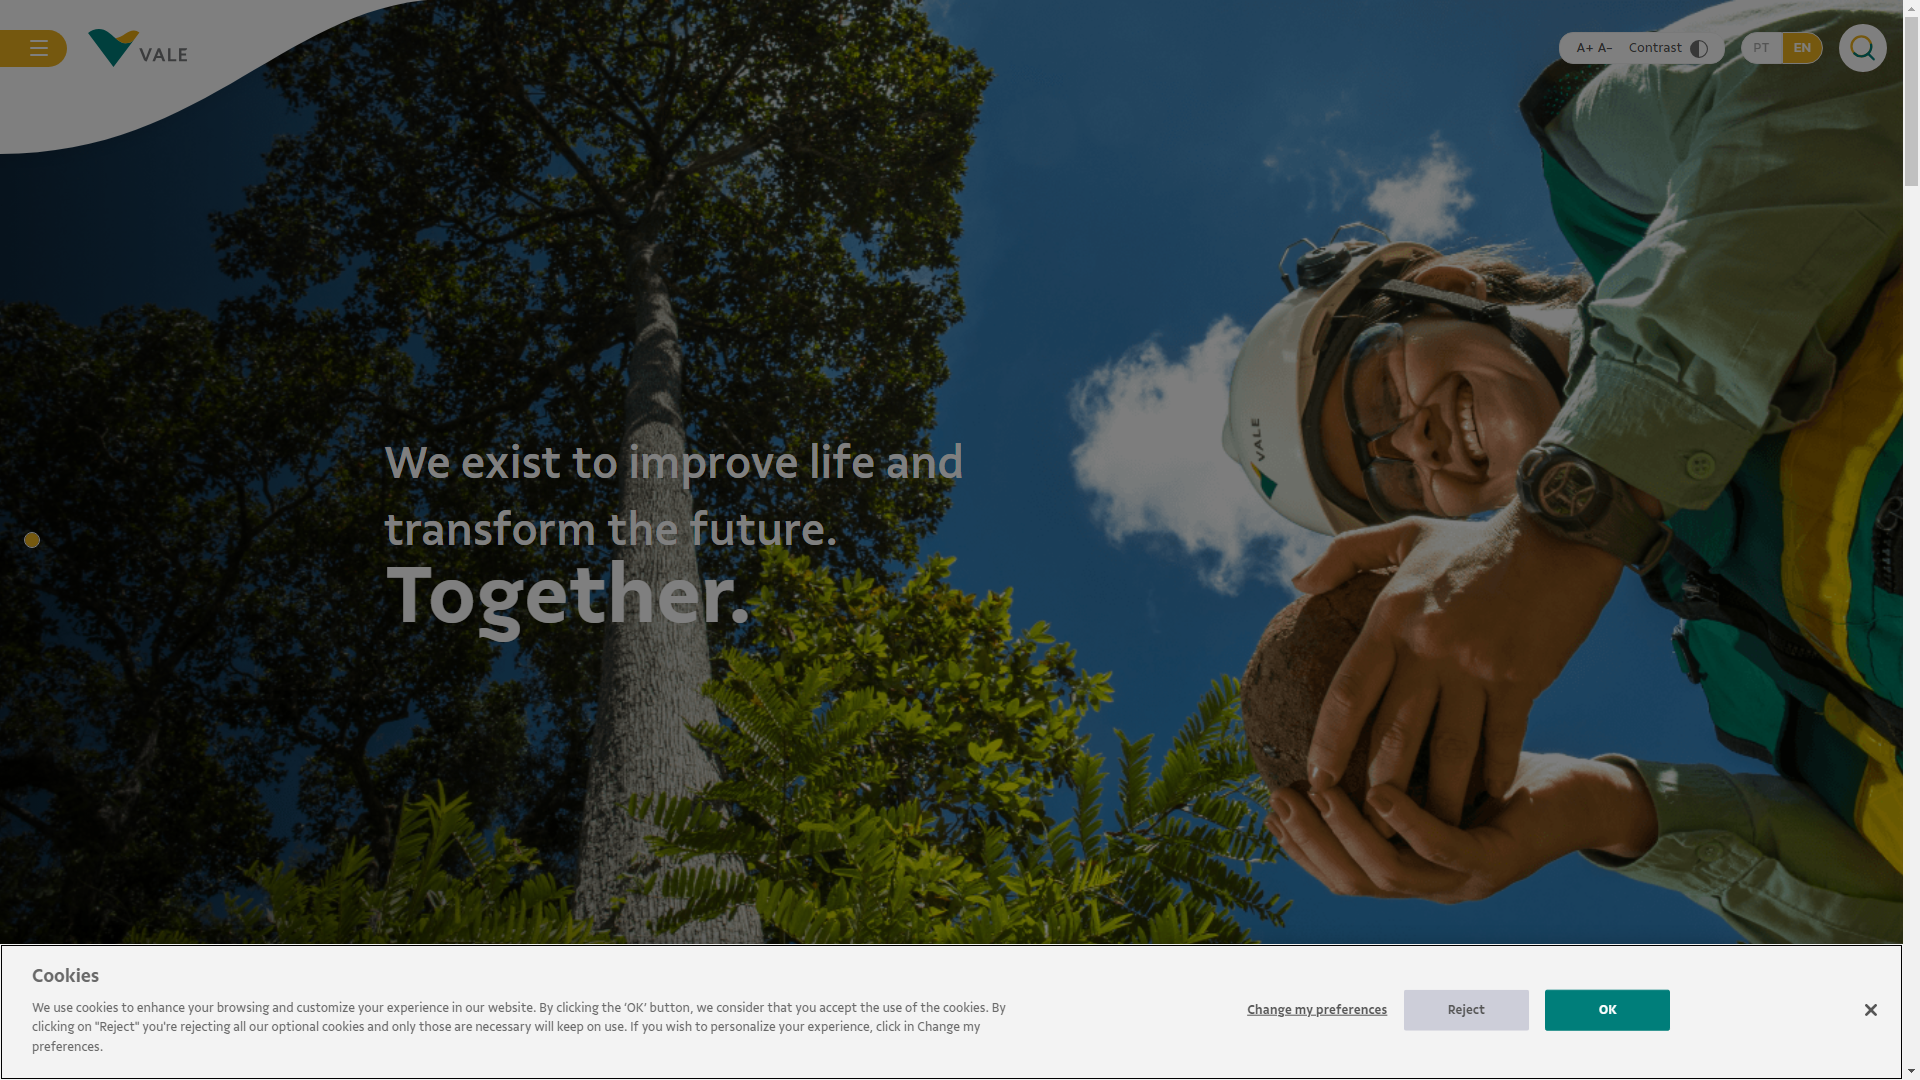 VALE
A+ A-
Contrast
PT
EN
VALE
We exist to improve life and
transform the future.
Together.
Cookies
We use cookies to enhance your browsing and customize your experience in our website. By clicking the ‘OK’ button, we consider that you accept the use of the cookies. By
clicking on "Reject" you're rejecting all our optional cookies and only those are necessary will keep on use. If you wish to personalize your experience, click in Change my
preferences.
Change my preferences
Reject
OK